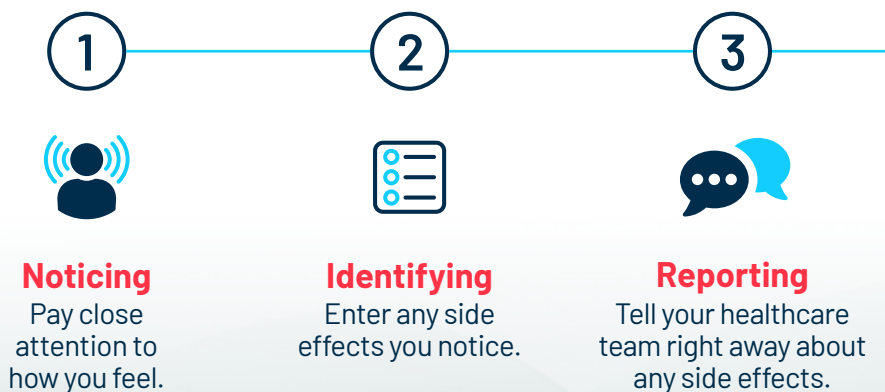 1
2
3
Noticing
Pay close
attention to
how you feel.
Identifying
Enter any side
effects you notice.
Reporting
Tell your healthcare
team right away about
any side effects.